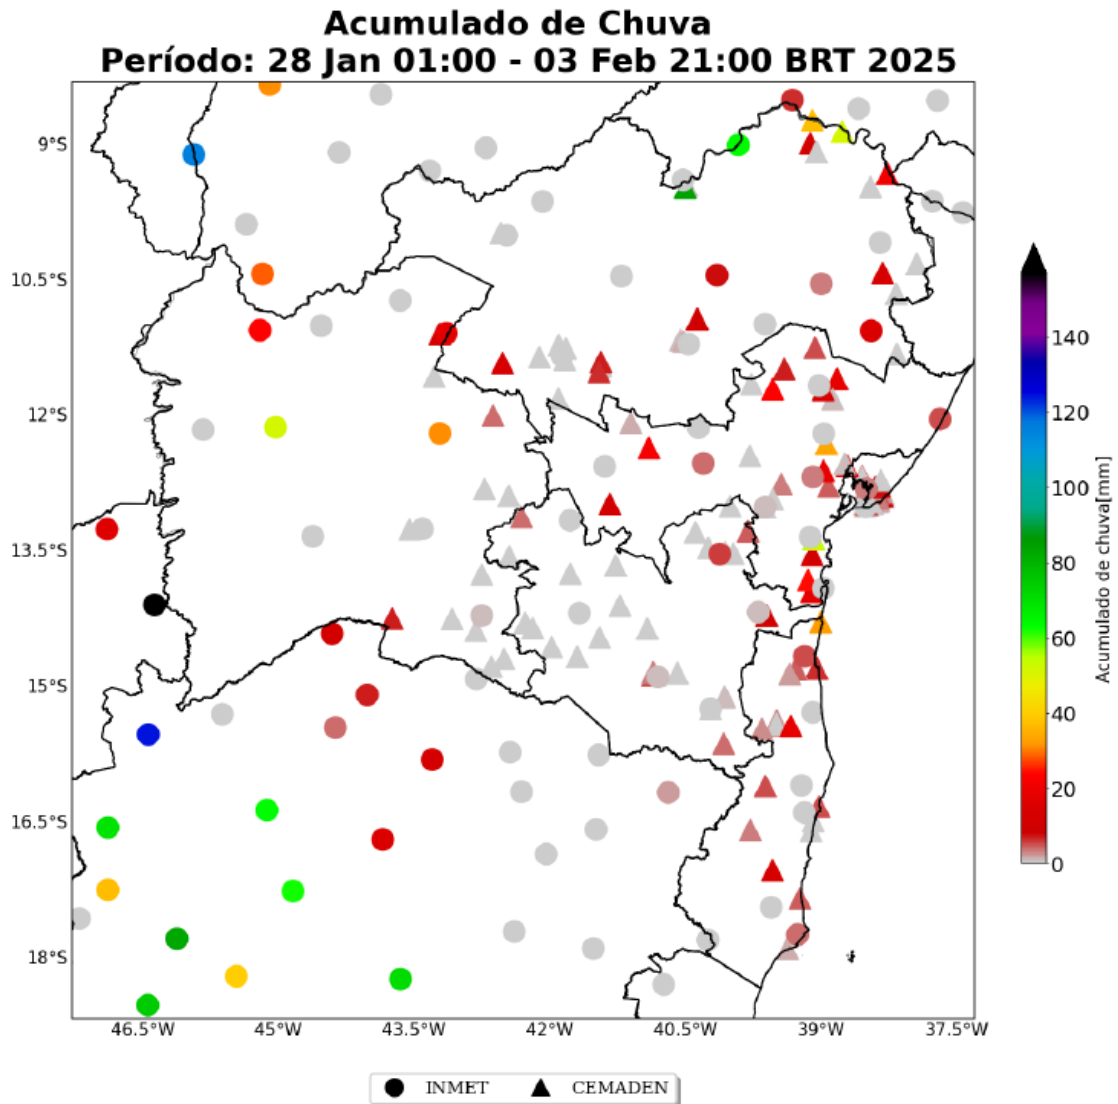 Acumulado de Chuva
Período: 28 Jan 01:00 - 03 Feb 21:00 BRT 2025
9°S
10.5°S
12°S
13.5°S
15°S
16.5°S
18°S
46.5°W 45°W 43.5°W 42°W 40.5°W 39°W 37.5°W
140
120
100
80
60
40
20
0
Acumulado de chuva[mm]
INMET CEMADEN